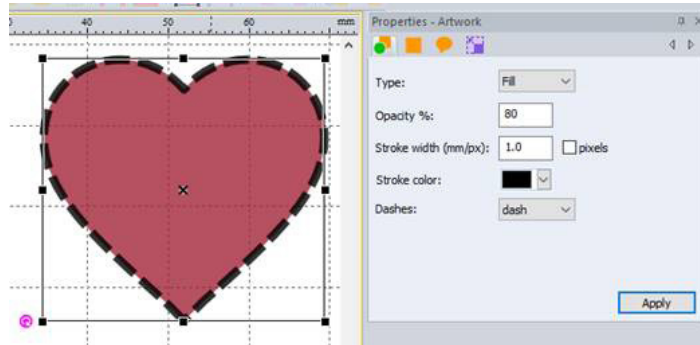 40 50 60 mm
Properties - Artwork
Type: Fill
Opacity %: 80
Stroke width (mm/px): 1.0 pixels
Stroke color:
Dashes: dash
Apply